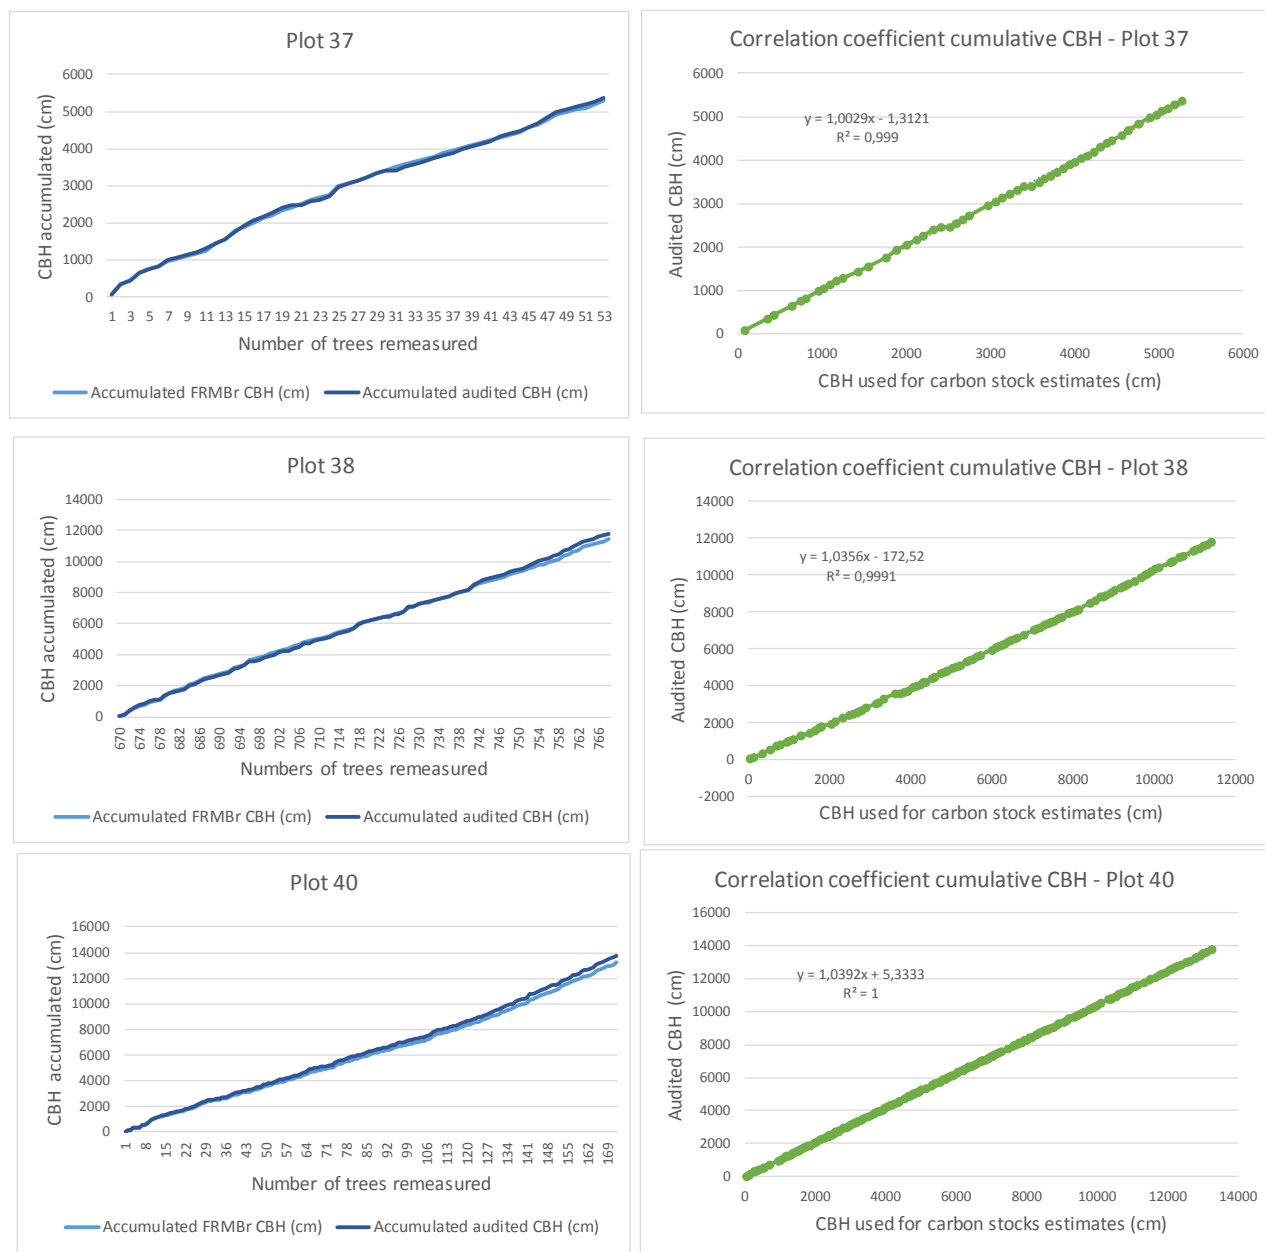 Plot 37
6000
5000
4000
3000
2000
1000
0
CBH accumulated (cm)
1 3 5 7 9 11 13 15 17 19 21 23 25 27 29 31 33 35 37 39 41 43 45 47 49 51 53
Number of trees remeasured
Accumulated FRMBr CBH (cm) Accumulated audited CBH (cm)
Correlation coefficient cumulative CBH - Plot 37
6000
5000
4000
3000
2000
1000
0
Audited CBH (cm)
y = 1,0029x - 1,3121
R² = 0,999
0 1000 2000 3000 4000 5000 6000
CBH used for carbon stock estimates (cm)
Plot 38
14000
12000
10000
8000
6000
4000
2000
0
CBH accumulated (cm)
670 674 678 682 686 690 694 698 702 706 710 714 718 722 726 730 734 738 742 746 750 754 758 762 766
Numbers of trees remeasured
Accumulated FRMBr CBH (cm) Accumulated audited CBH (cm)
Correlation coefficient cumulative CBH - Plot 38
14000
12000
10000
8000
6000
4000
2000
0
-2000
Audited CBH (cm)
y = 1,0356x - 172,52
R² = 0,9991
0 2000 4000 6000 8000 10000 12000
CBH used for carbon stock estimates (cm)
Plot 40
16000
14000
12000
10000
8000
6000
4000
2000
0
CBH accumulated (cm)
1 8 15 22 29 36 43 50 57 64 71 78 85 92 99 106 113 120 127 134 141 148 155 162 169
Number of trees remeasured
Accumulated FRMBr CBH (cm) Accumulated audited CBH (cm)
Correlation coefficient cumulative CBH - Plot 40
16000
14000
12000
10000
8000
6000
4000
2000
0
Audited CBH (cm)
y = 1,0392x + 5,3333
R² = 1
0 2000 4000 6000 8000 10000 12000 14000
CBH used for carbon stocks estimates (cm)